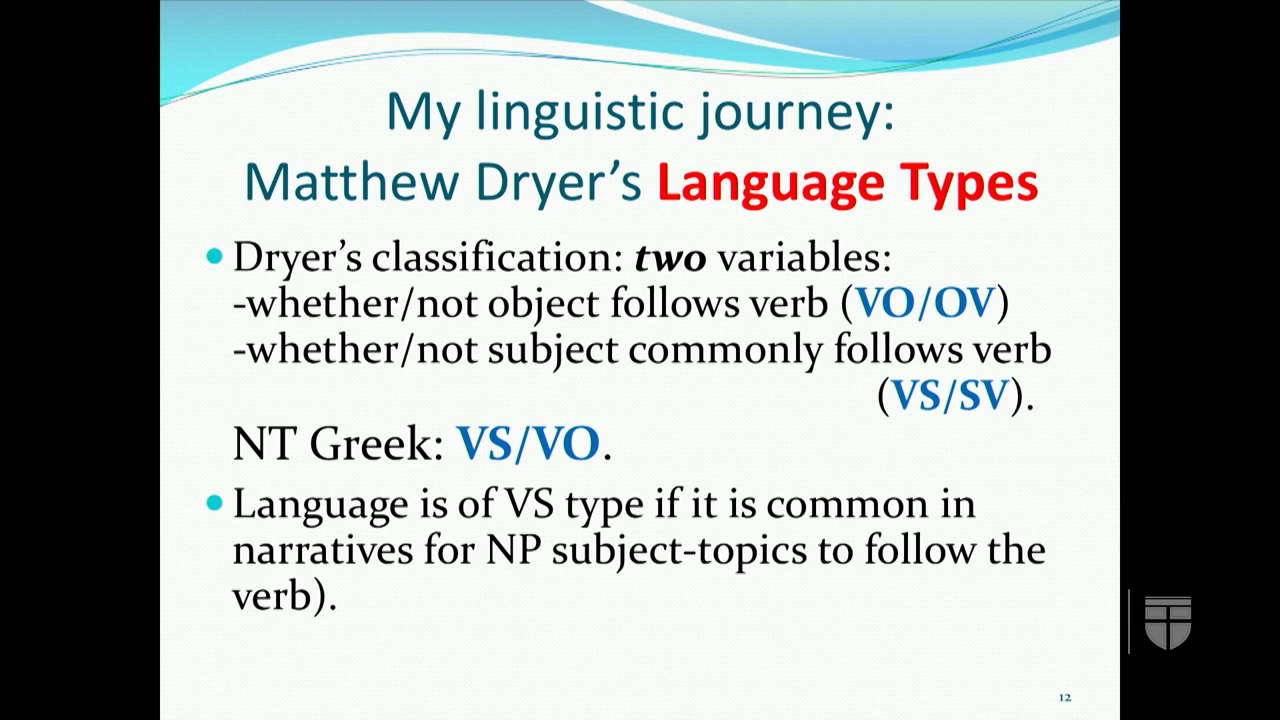 My linguistic journey:
Matthew Dryer’s Language Types
• Dryer’s classification: two variables:
-whether/not object follows verb (VO/OV)
-whether/not subject commonly follows verb
(VS/SV).
NT Greek: VS/VO.
• Language is of VS type if it is common in
narratives for NP subject-topics to follow the
verb).
12